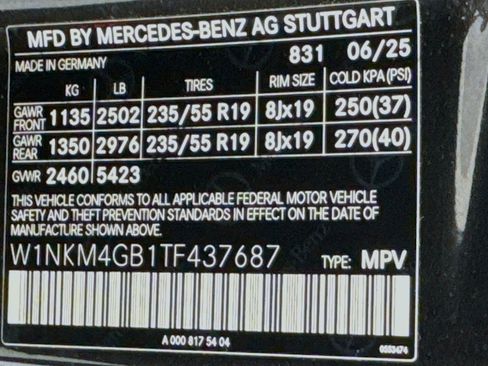 MFD BY MERCEDES-BENZ AG STUTTGART
MADE IN GERMANY 831 06/25
KG LB TIRES RIM SIZE COLD KPA (PSI)
GAWR FRONT 1135 2502 235/55 R19 8Jx19 250(37)
GAWR REAR 1350 2976 235/55 R19 8Jx19 270(40)
GVWR 2460 5423
THIS VEHICLE CONFORMS TO ALL APPLICABLE FEDERAL MOTOR VEHICLE
SAFETY AND THEFT PREVENTION STANDARDS IN EFFECT ON THE DATE OF
MANUFACTURE SHOWN ABOVE.
W1NKM4GB1TF437687 TYPE: MPV
A 000 817 54 04
0553474